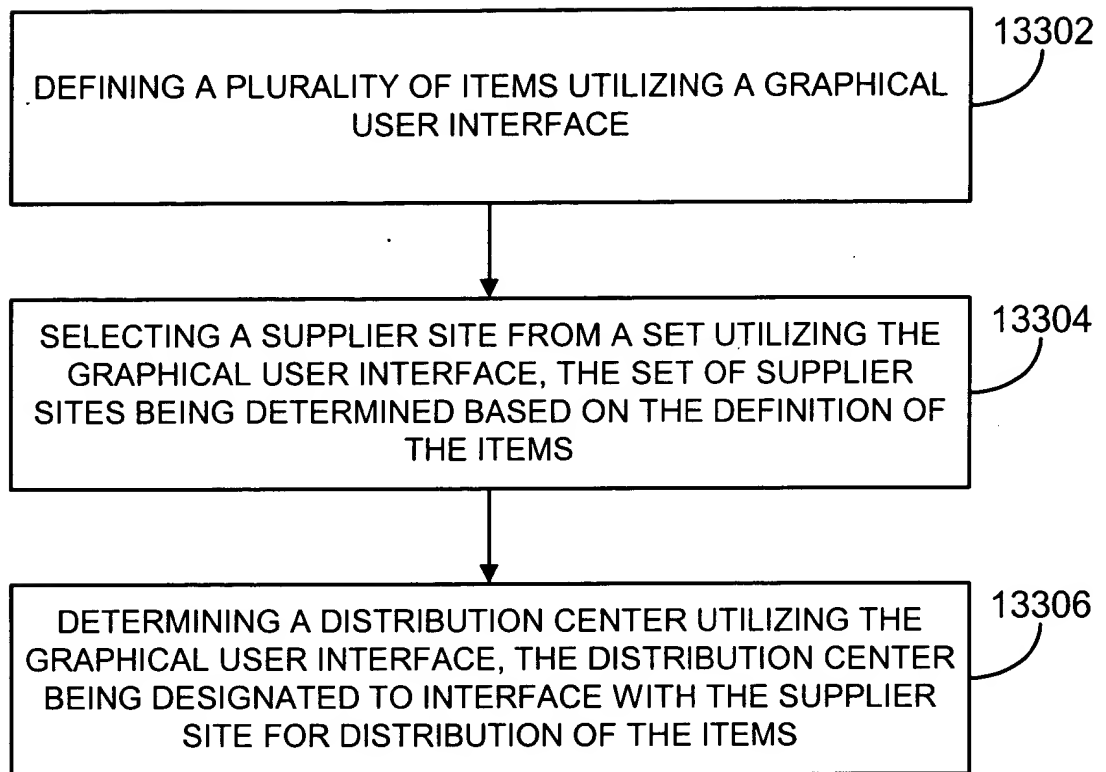 13302
DEFINING A PLURALITY OF ITEMS UTILIZING A GRAPHICAL
USER INTERFACE
13304
SELECTING A SUPPLIER SITE FROM A SET UTILIZING THE
GRAPHICAL USER INTERFACE, THE SET OF SUPPLIER
SITES BEING DETERMINED BASED ON THE DEFINITION OF
THE ITEMS
13306
DETERMINING A DISTRIBUTION CENTER UTILIZING THE
GRAPHICAL USER INTERFACE, THE DISTRIBUTION CENTER
BEING DESIGNATED TO INTERFACE WITH THE SUPPLIER
SITE FOR DISTRIBUTION OF THE ITEMS